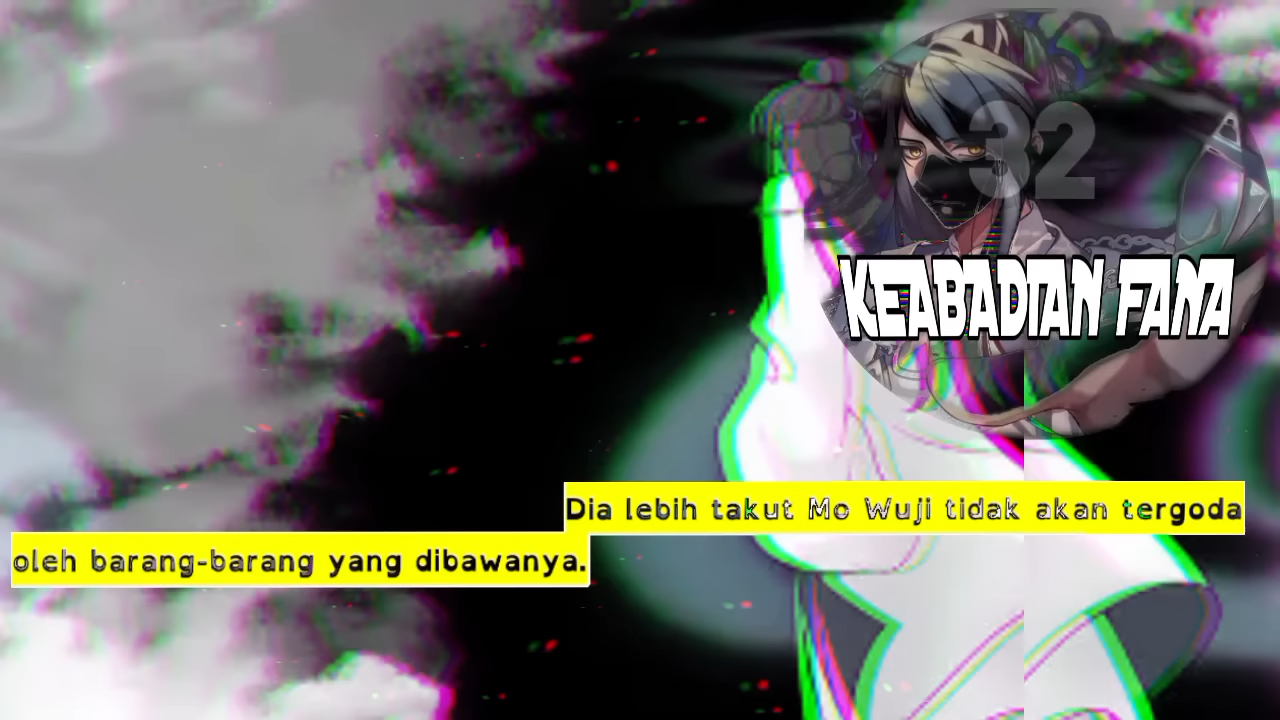 32
KEABADIAN FANA
Dia lebih takut Mo Wuji tidak akan tergoda
oleh barang-barang yang dibawanya.